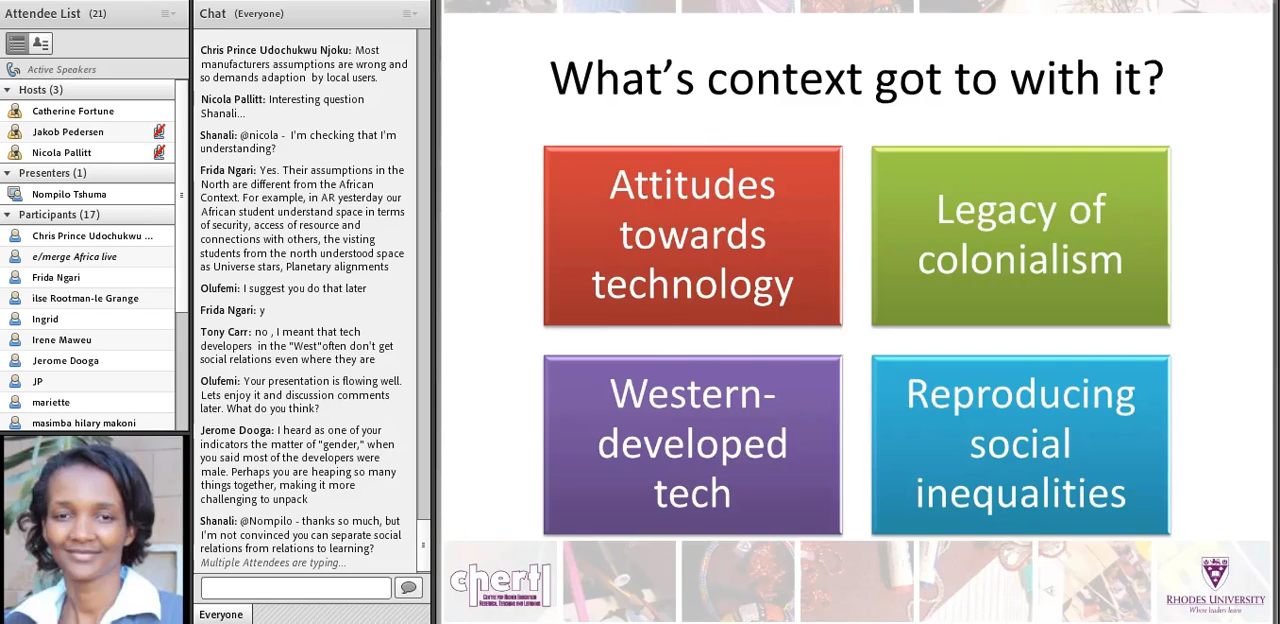 Attendee List (21)
Active Speakers
Hosts (3)
Catherine Fortune
Jakob Pedersen
Nicola Pallitt
Presenters (1)
Nompilo Tshuma
Participants (17)
Chris Prince Udochukwu ...
e/merge Africa live
Frida Ngari
ilse Rootman-le Grange
Ingrid
Irene Maweu
Jerome Dooga
JP
mariette
masimba hilary makoni
Chat (Everyone)
Chris Prince Udochukwu Njoku: Most
manufacturers assumptions are wrong and
so demands adaption by local users.
Nicola Pallitt: Interesting question
Shanali...
Shanali: @nicola - I'm checking that I'm
understanding?
Frida Ngari: Yes. Their assumptions in the
North are different from the African
Context. For example, in AR yesterday our
African student understand space in terms
of security, access of resource and
connections with others, the visting
students from the north understood space
as Universe stars, Planetary alignments
Olufemi: I suggest you do that later
Frida Ngari: y
Tony Carr: no , I meant that tech
developers in the "West"often don't get
social relations even where they are
Olufemi: Your presentation is flowing well.
Lets enjoy it and discussion comments
later. What do you think?
Jerome Dooga: I heard as one of your
indicators the matter of "gender," when
you said most of the developers were
male. Perhaps you are heaping so many
things together, making it more
challenging to unpack
Shanali: @Nompilo - thanks so much, but
I'm not convinced you can separate social
relations from relations to learning?
Multiple Attendees are typing...
Everyone
What's context got to with it?
Attitudes
towards
technology
Legacy of
colonialism
Western-
developed
tech
Reproducing
social
inequalities
chertl
CENTRE FOR HIGHER EDUCATION
RESEARCH, TEACHING AND LEARNING
RHODES UNIVERSITY
Where leaders learn